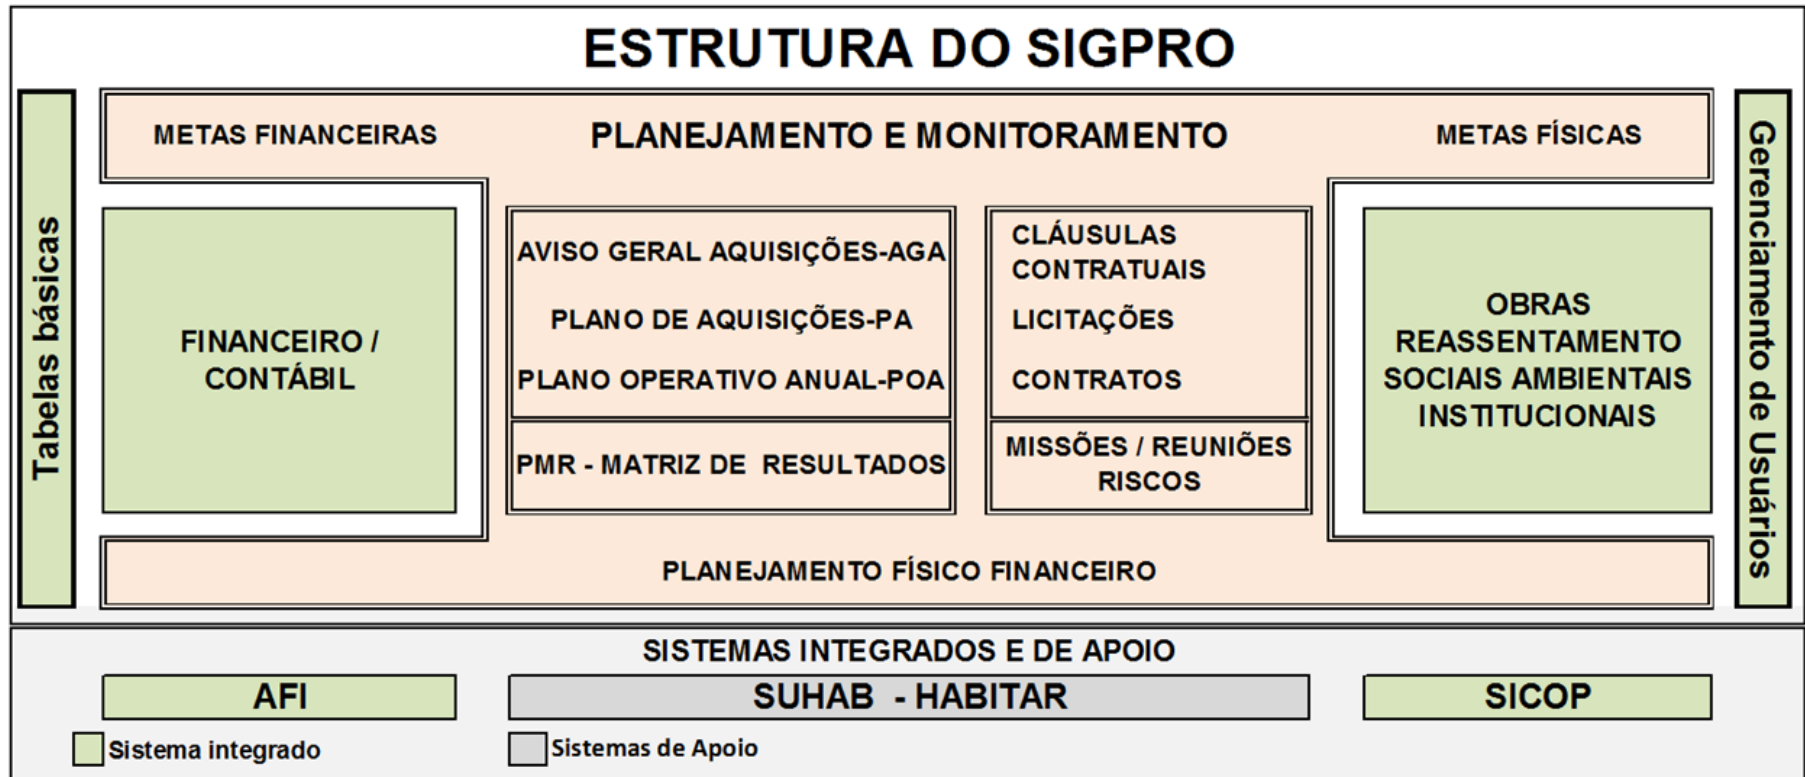 ESTRUTURA DO SIGPRO
Tabelas básicas
METAS FINANCEIRAS
PLANEJAMENTO E MONITORAMENTO
METAS FÍSICAS
Gerenciamento de Usuários
FINANCEIRO /
CONTÁBIL
AVISO GERAL AQUISIÇÕES-AGA
PLANO DE AQUISIÇÕES-PA
PLANO OPERATIVO ANUAL-POA
PMR - MATRIZ DE RESULTADOS
CLÁUSULAS
CONTRATUAIS
LICITAÇÕES
CONTRATOS
MISSÕES / REUNIÕES
RISCOS
OBRAS
REASSENTAMENTO
SOCIAIS AMBIENTAIS
INSTITUCIONAIS
PLANEJAMENTO FÍSICO FINANCEIRO
SISTEMAS INTEGRADOS E DE APOIO
AFI
SUHAB - HABITAR
SICOP
Sistema integrado
Sistemas de Apoio